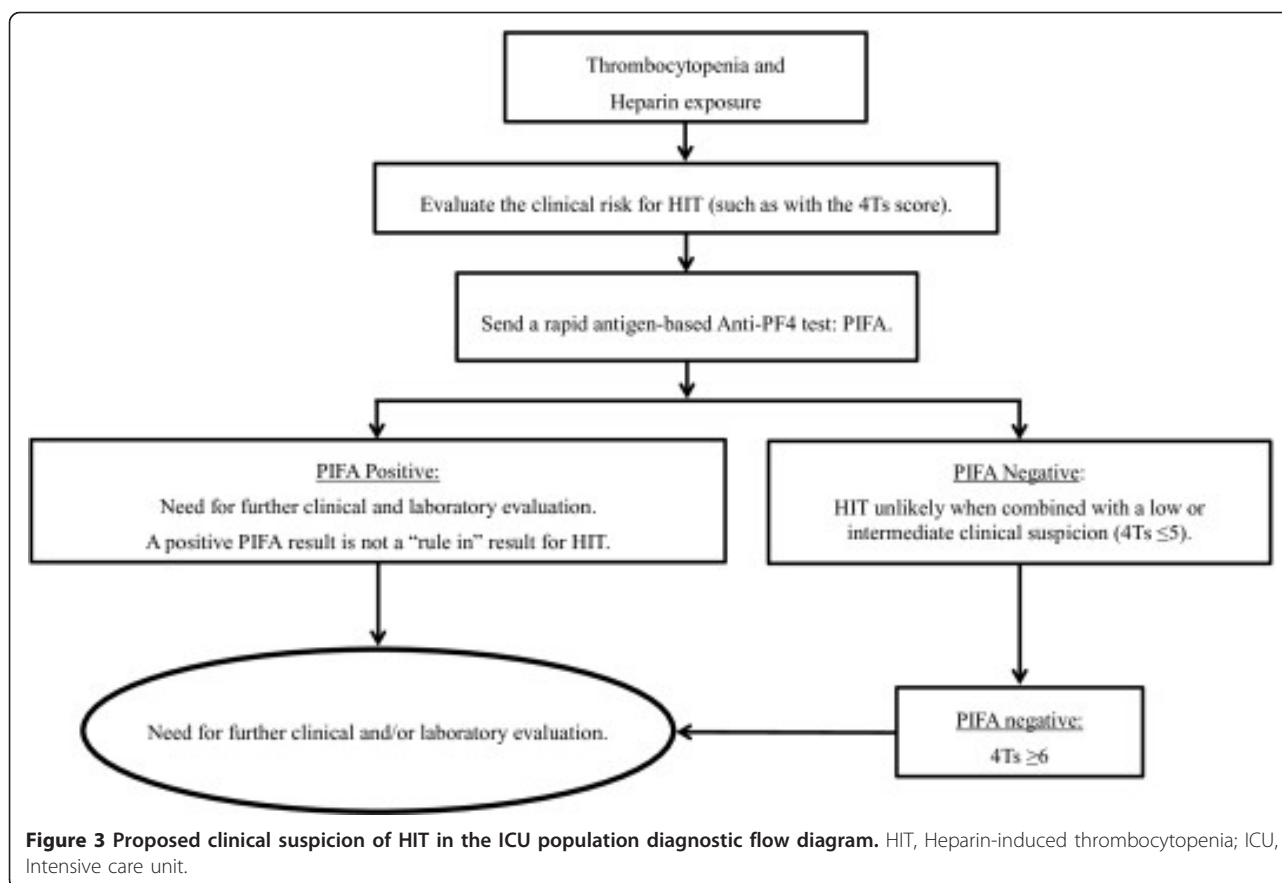 Thrombocytopenia and
Heparin exposure
Evaluate the clinical risk for HIT (such as with the 4Ts score).
Send a rapid antigen-based Anti-PF4 test: PIFA.
PIFA Positive:
Need for further clinical and laboratory evaluation.
A positive PIFA result is not a “rule in” result for HIT.
PIFA Negative:
HIT unlikely when combined with a low or
intermediate clinical suspicion (4Ts ≤5).
Need for further clinical and/or laboratory evaluation.
PIFA negative:
4Ts ≥6
Figure 3 Proposed clinical suspicion of HIT in the ICU population diagnostic flow diagram. HIT, Heparin-induced thrombocytopenia; ICU,
Intensive care unit.